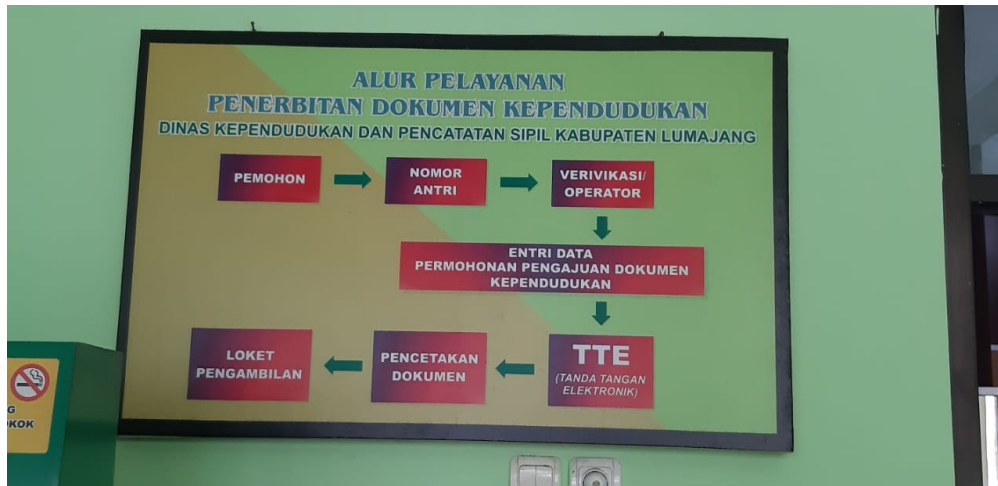 ALUR PELAYANAN
PENERBITAN DOKUMEN KEPENDUDUKAN
DINAS KEPENDUDUKAN DAN PENCATATAN SIPIL KABUPATEN LUMAJANG
PEMOHON
NOMOR
ANTRI
VERIVIKASI/
OPERATOR
ENTRI DATA
PERMOHONAN PENGAJUAN DOKUMEN
KEPENDUDUKAN
TTE
(TANDA TANGAN
ELEKTRONIK)
PENCETAKAN
DOKUMEN
LOKET
PENGAMBILAN